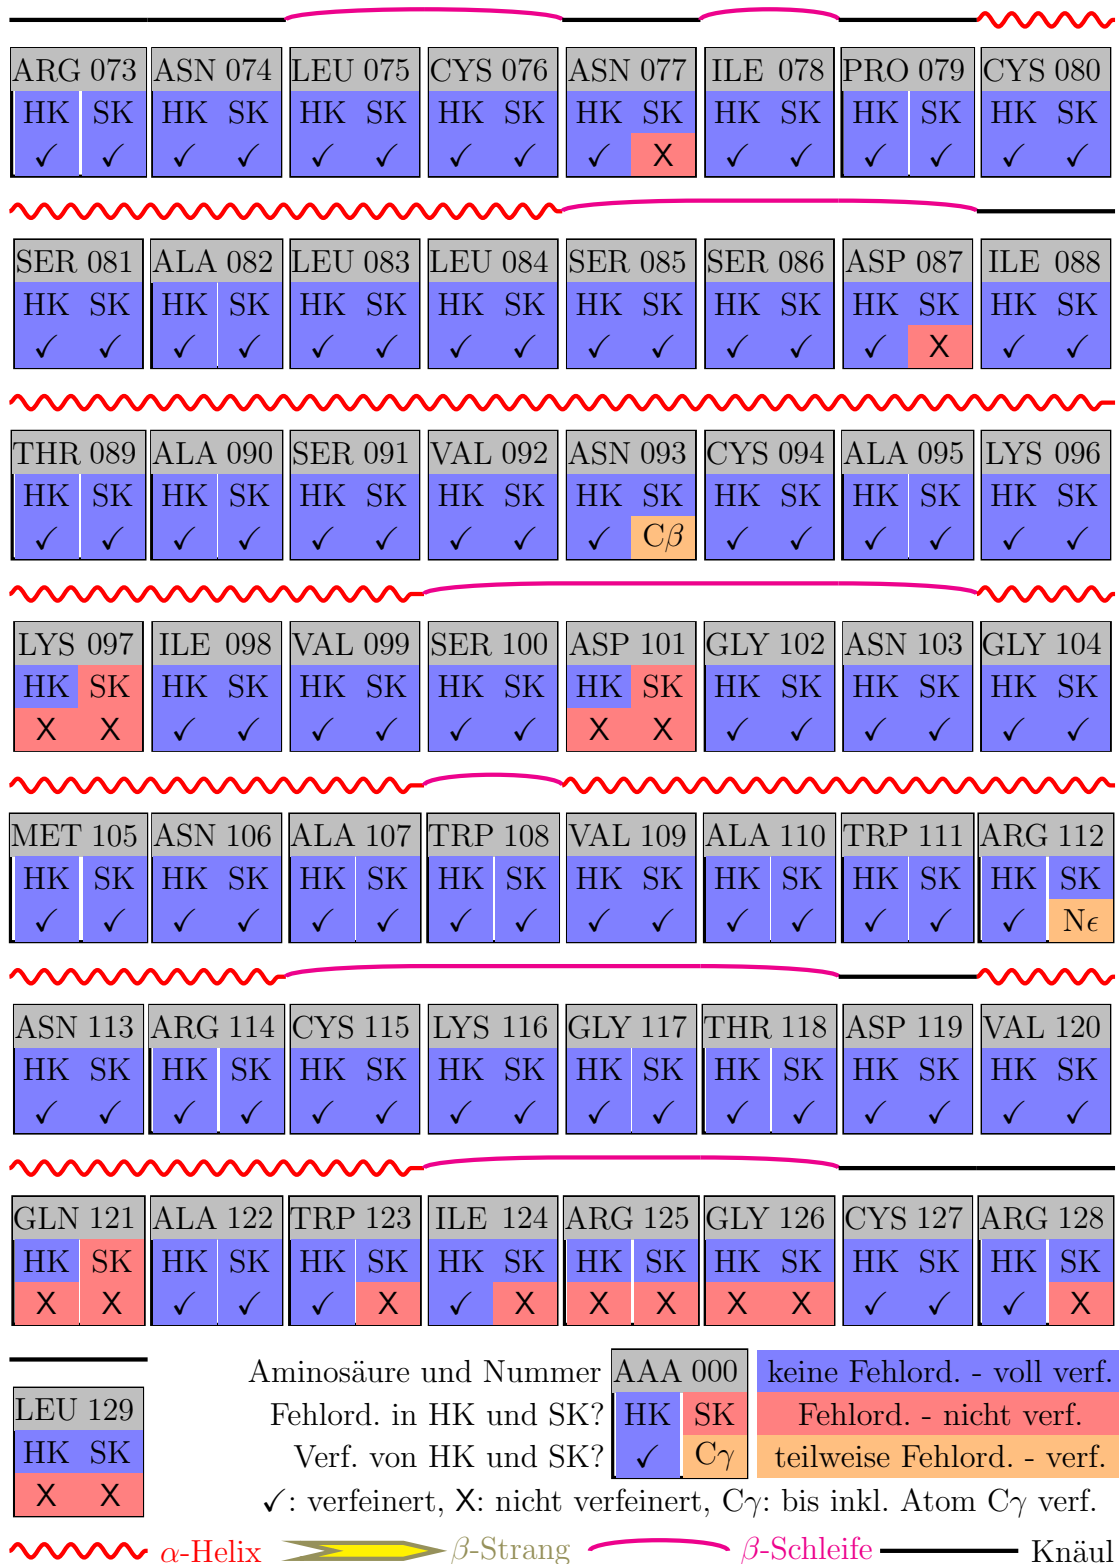 ARG 073 ASN 074 LEU 075 CYS 076 ASN 077 ILE 078 PRO 079 CYS 080
HK SK HK SK HK SK HK SK HK SK HK SK HK SK HK SK
✓ ✓ ✓ ✓ ✓ ✓ ✓ ✓ ✓ X ✓ ✓ ✓ ✓ ✓ ✓
SER 081 ALA 082 LEU 083 LEU 084 SER 085 SER 086 ASP 087 ILE 088
HK SK HK SK HK SK HK SK HK SK HK SK HK SK HK SK
✓ ✓ ✓ ✓ ✓ ✓ ✓ ✓ ✓ ✓ ✓ ✓ ✓ X ✓ ✓
THR 089 ALA 090 SER 091 VAL 092 ASN 093 CYS 094 ALA 095 LYS 096
HK SK HK SK HK SK HK SK HK SK HK SK HK SK HK SK
✓ ✓ ✓ ✓ ✓ ✓ ✓ ✓ ✓ Cβ ✓ ✓ ✓ ✓ ✓ ✓
LYS 097 ILE 098 VAL 099 SER 100 ASP 101 GLY 102 ASN 103 GLY 104
HK SK HK SK HK SK HK SK HK SK HK SK HK SK HK SK
X X ✓ ✓ ✓ ✓ ✓ ✓ X X ✓ ✓ ✓ ✓ ✓ ✓
MET 105 ASN 106 ALA 107 TRP 108 VAL 109 ALA 110 TRP 111 ARG 112
HK SK HK SK HK SK HK SK HK SK HK SK HK SK HK SK
✓ ✓ ✓ ✓ ✓ ✓ ✓ ✓ ✓ ✓ ✓ ✓ ✓ ✓ ✓ Nϵ
ASN 113 ARG 114 CYS 115 LYS 116 GLY 117 THR 118 ASP 119 VAL 120
HK SK HK SK HK SK HK SK HK SK HK SK HK SK HK SK
✓ ✓ ✓ ✓ ✓ ✓ ✓ ✓ ✓ ✓ ✓ ✓ ✓ ✓ ✓ ✓
GLN 121 ALA 122 TRP 123 ILE 124 ARG 125 GLY 126 CYS 127 ARG 128
HK SK HK SK HK SK HK SK HK SK HK SK HK SK HK SK
X X ✓ ✓ ✓ X ✓ X X X X X ✓ ✓ ✓ X
LEU 129
HK SK
X X
Aminosäure und Nummer AAA 000 keine Fehlord. - voll verf.
Fehlord. in HK und SK? HK SK Fehlord. - nicht verf.
Verf. von HK und SK? ✓ Cγ teilweise Fehlord. - verf.
✓: verfeinert, X: nicht verfeinert, Cγ: bis inkl. Atom Cγ verf.
α-Helix β-Strang β-Schleife Knäul